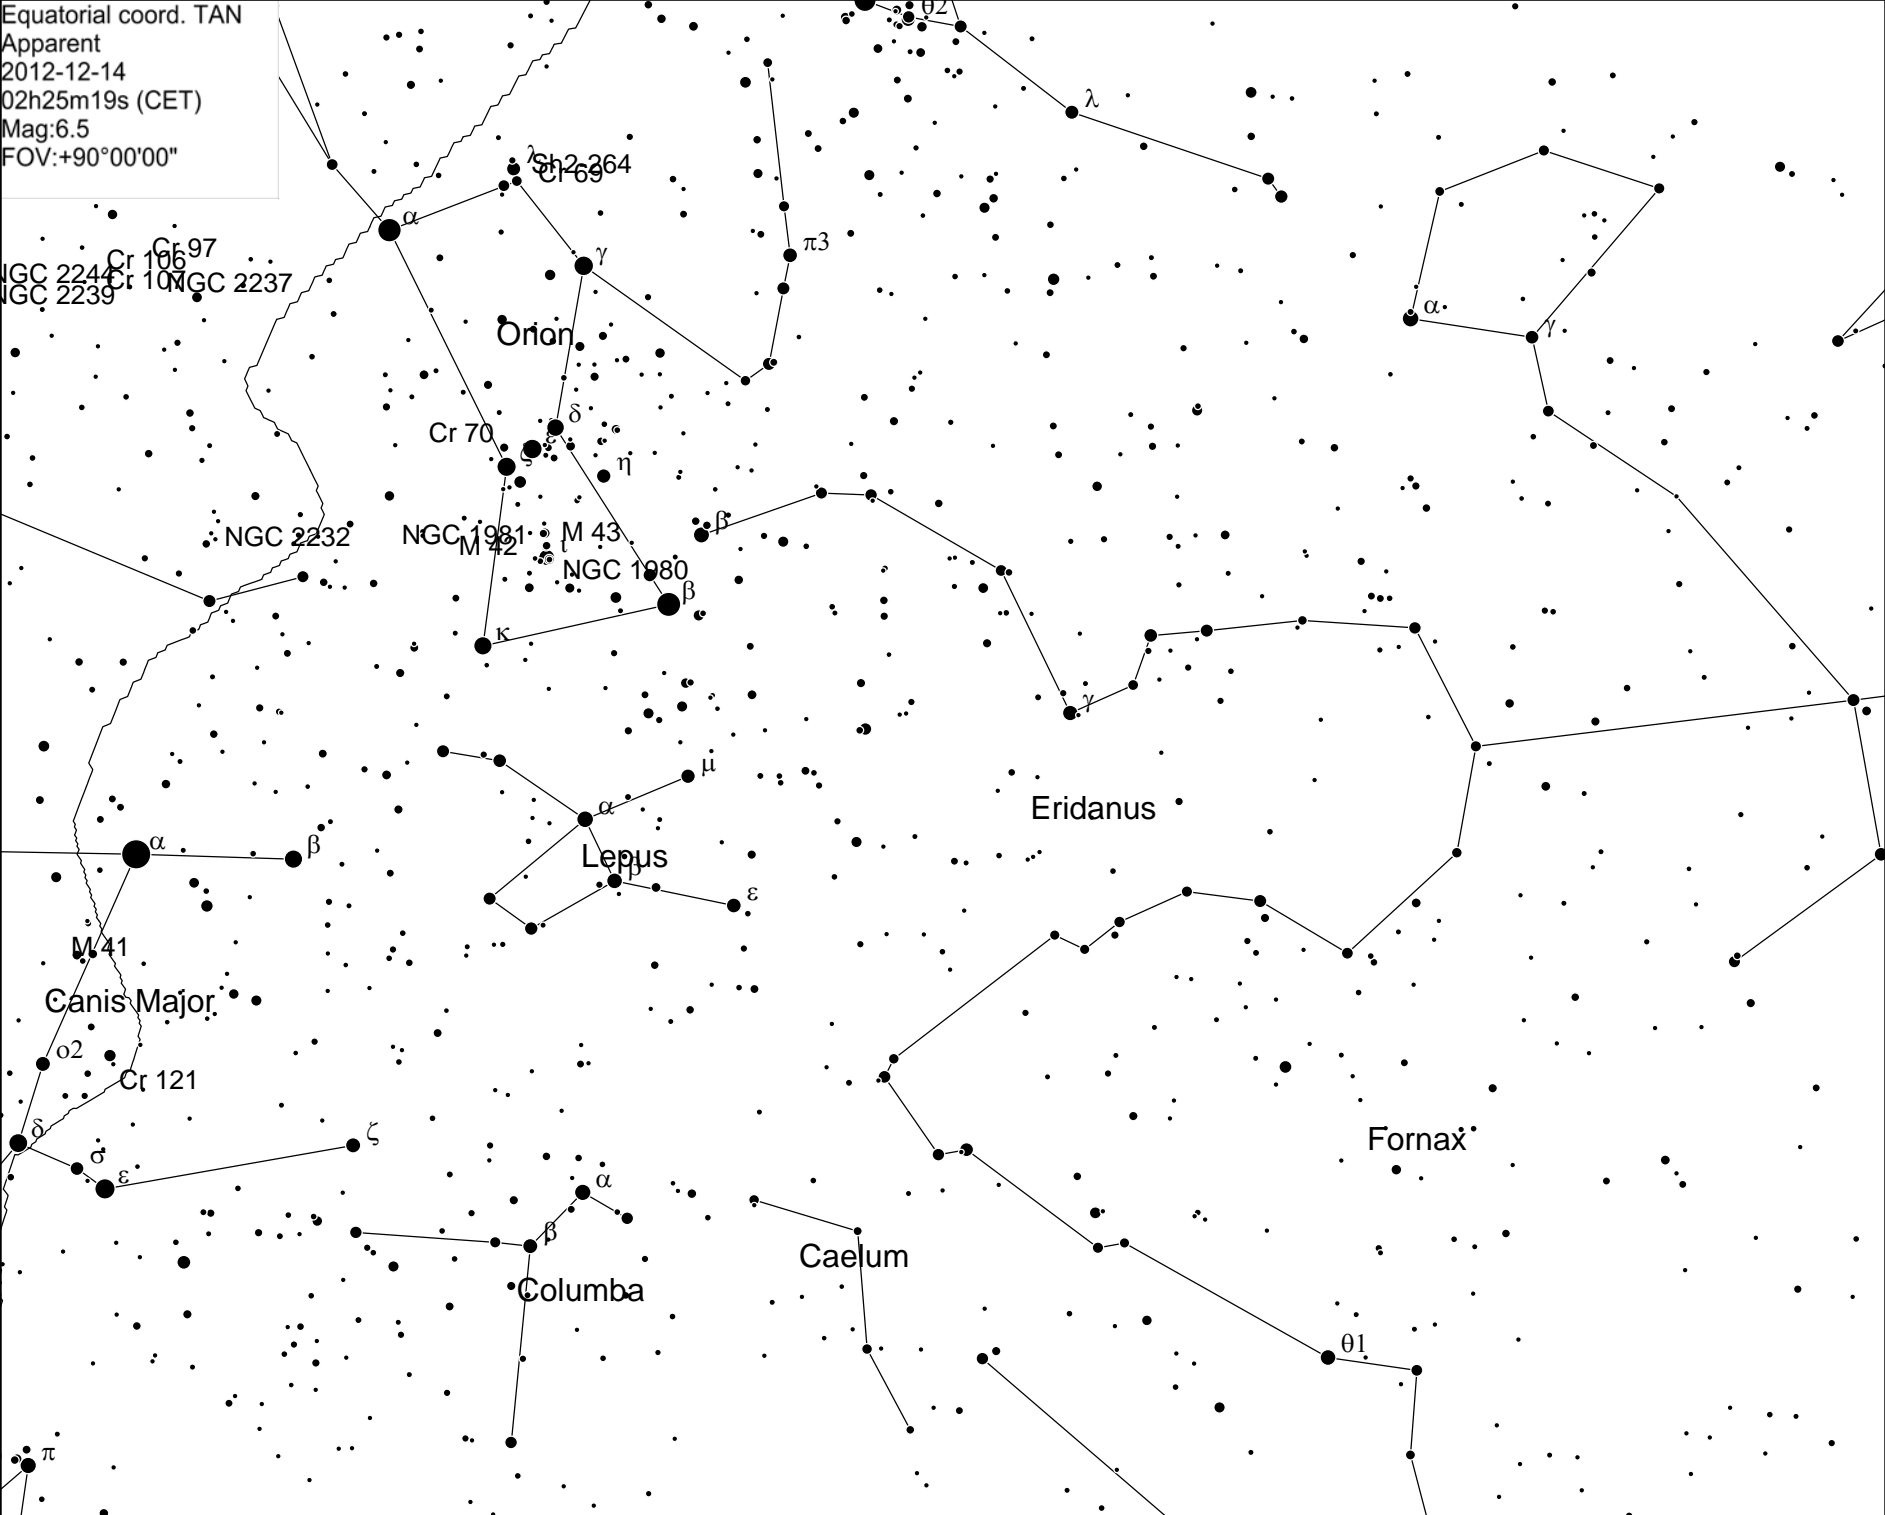 Equatorial coord. TAN
Apparent
2012-12-14
02h25m19s (CET)
Mag:6.5
FOV:+90°00'00"
θ2
λ
λ
Sh2-264
Cr 69
α
γ
π3
Cr 97
Cr 106
NGC 2244
Cr 107
NGC 2237
NGC 2239
α
γ
Orion
δ
Cr 70
ε
ζ
η
β
NGC 2232
NGC 1981
M 43
M 42
ι
NGC 1980
β
κ
γ
μ
α
Eridanus
α
β
Lepus
β
ε
M 41
Canis Major
ο2
Cr 121
δ
σ
ε
ζ
Fornax
α
β
Caelum
Columba
θ1
π